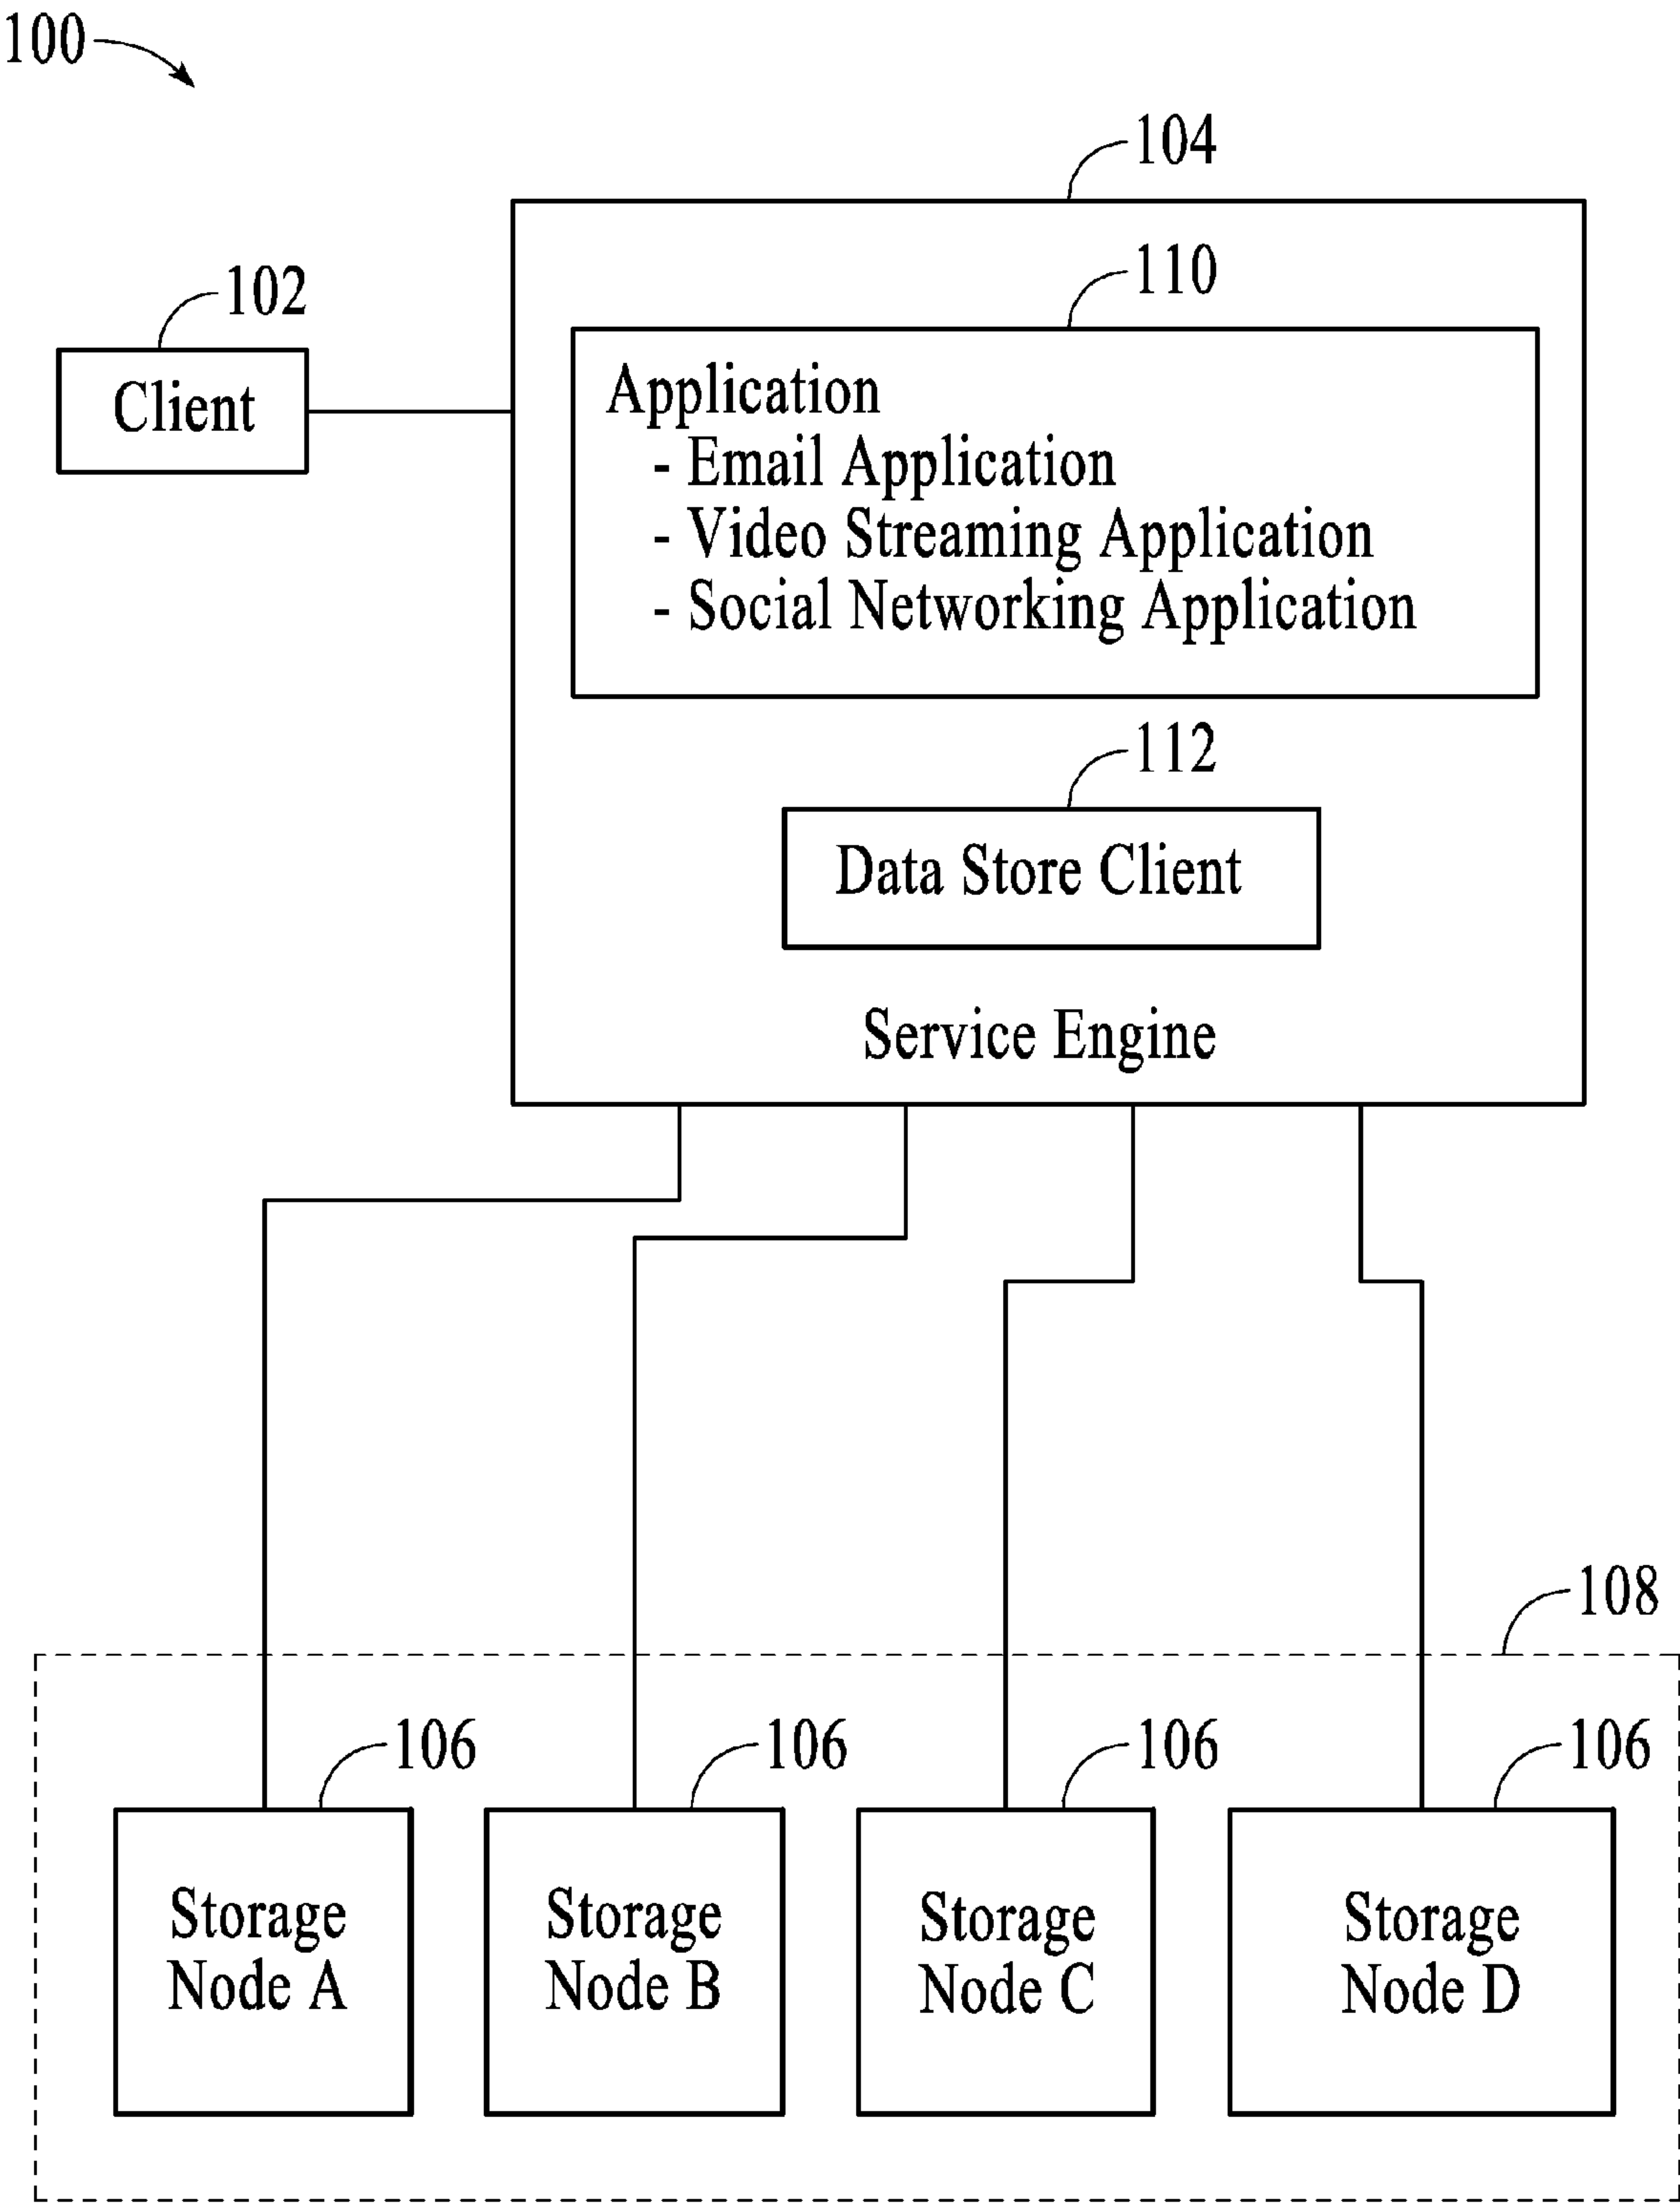 100
104
110
102
Client
Application
- Email Application
- Video Streaming Application
- Social Networking Application
112
Data Store Client
Service Engine
108
106 106 106 106
Storage Node A
Storage Node B
Storage Node C
Storage Node D